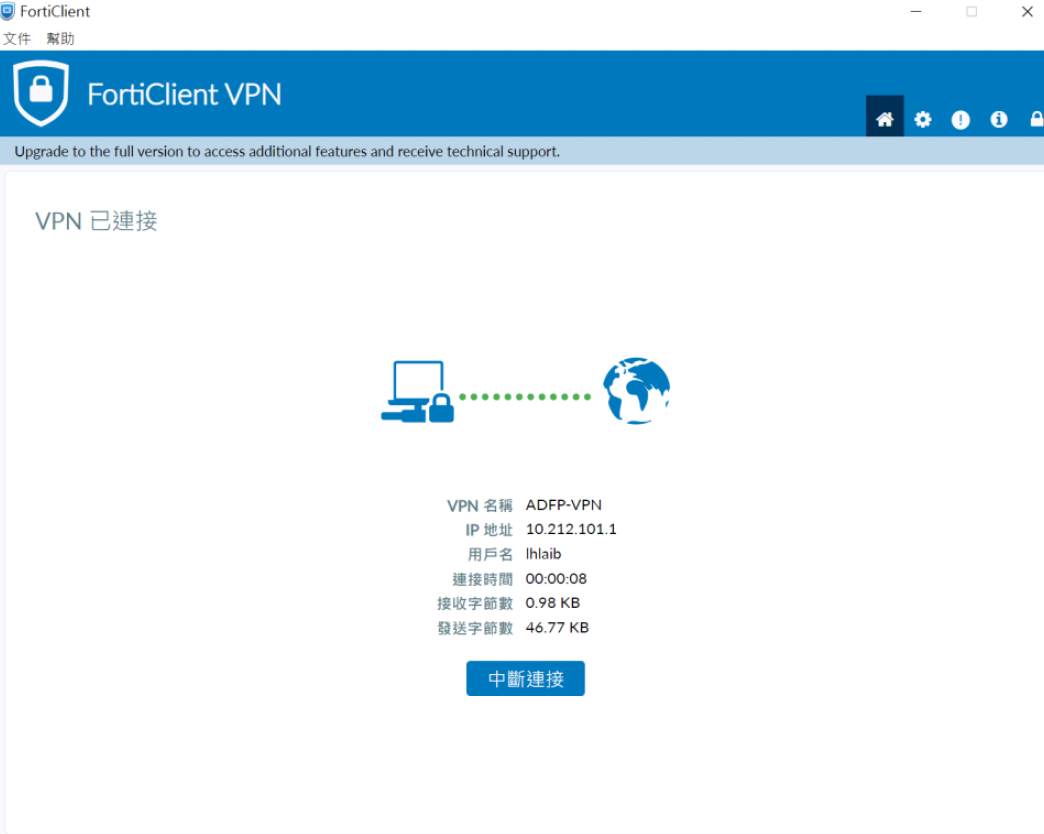 FortiClient
文件 幫助
FortiClient VPN
Upgrade to the full version to access additional features and receive technical support.
VPN 已連接
VPN 名稱 ADFP-VPN
IP 地址 10.212.101.1
用戶名 lhlaib
連接時間 00:00:08
接收字節數 0.98 KB
發送字節數 46.77 KB
中斷連接